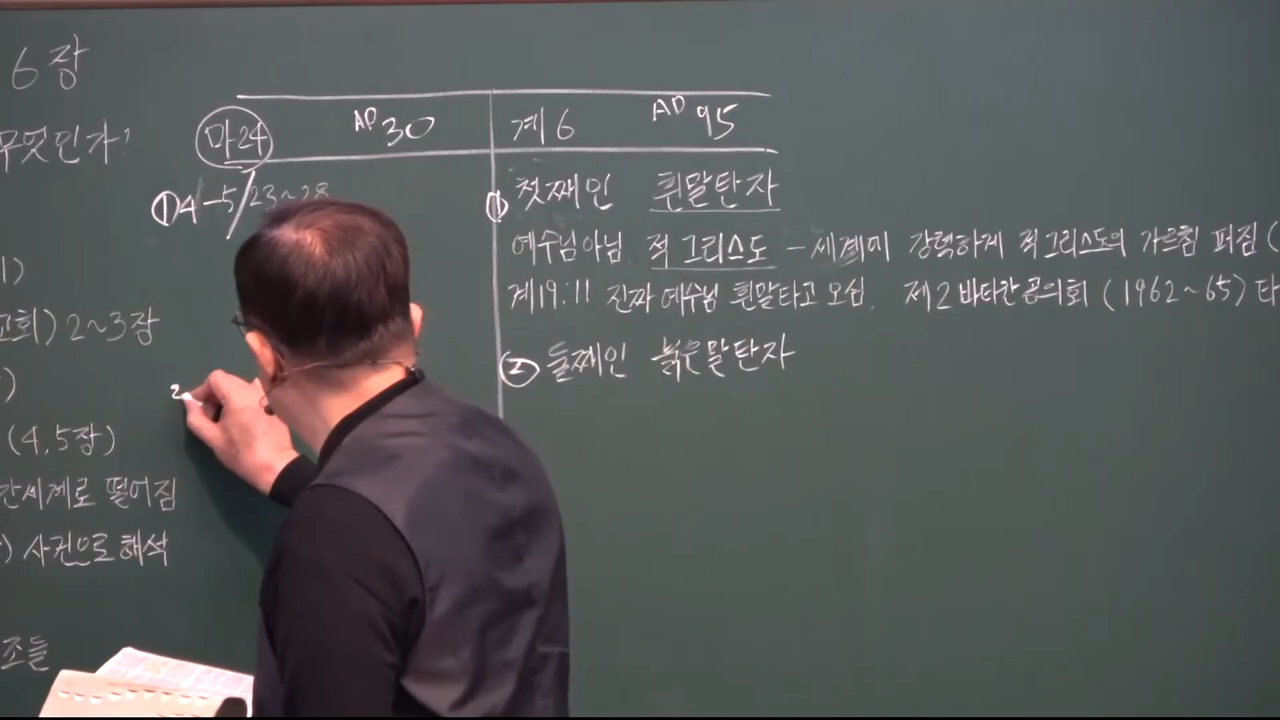 6장
무엇인가?
마24 AD 30
계6 AD 95
① 4-5/23~28
① 첫째인 흰말탄자
예수님아님 적그리스도 - 세계에 강력하게 적그리스도의 가르침 퍼짐 (
계19:11 진짜 예수님 흰말타고 오심. 제2바티칸공의회 (1962~65) 타
② 둘째인 붉은말탄자
교회) 2~3장
(4,5장)
간세계로 떨어짐
) 사건으로 해석
조들
2